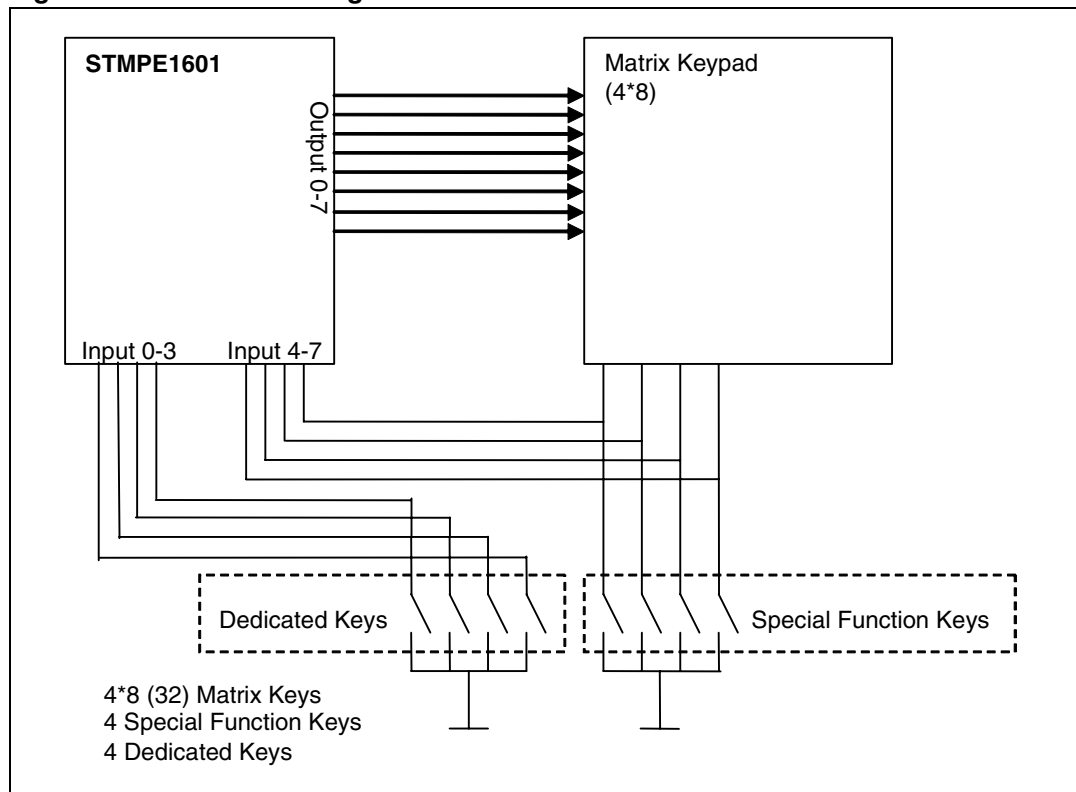 STMPE1601
Matrix Keypad
(4*8)
Output 0-7
Input 0-3
Input 4-7
Dedicated Keys
Special Function Keys
4*8 (32) Matrix Keys
4 Special Function Keys
4 Dedicated Keys